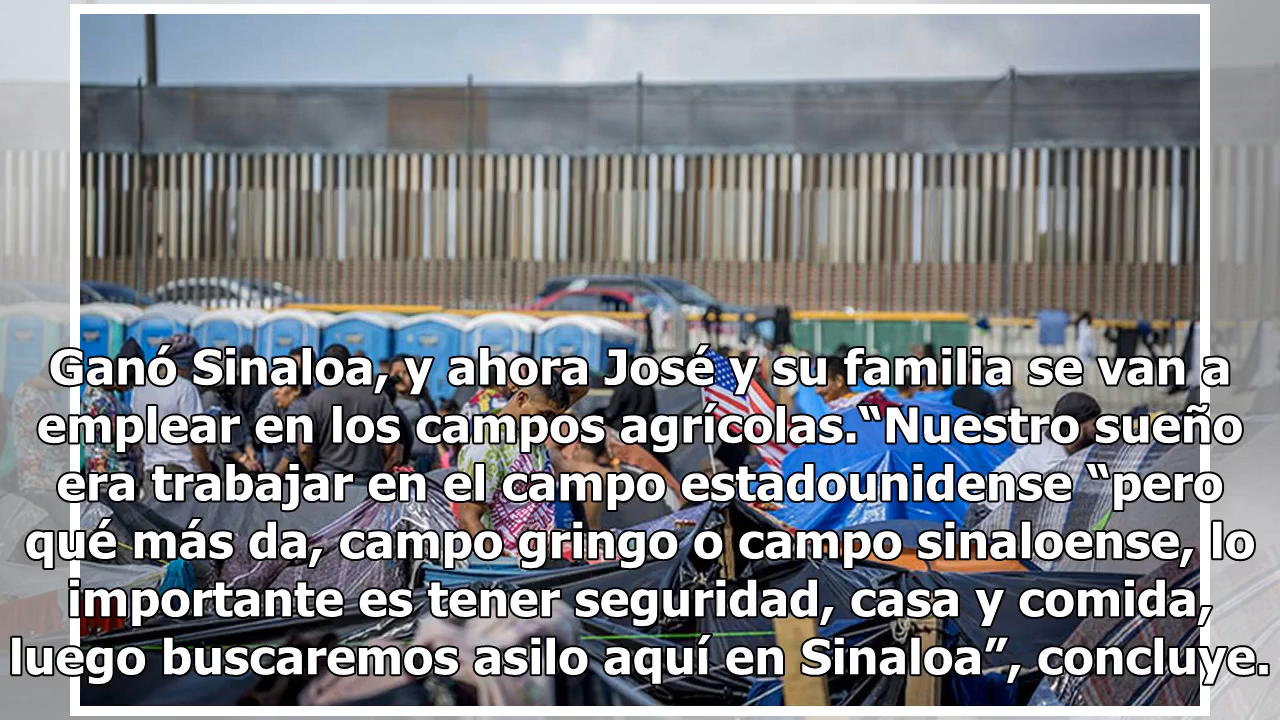 Ganó Sinaloa, y ahora José y su familia se van a
emplear en los campos agrícolas.“Nuestro sueño
era trabajar en el campo estadounidense “pero
qué más da, campo gringo o campo sinaloense, lo
importante es tener seguridad, casa y comida,
luego buscaremos asilo aquí en Sinaloa”, concluye.